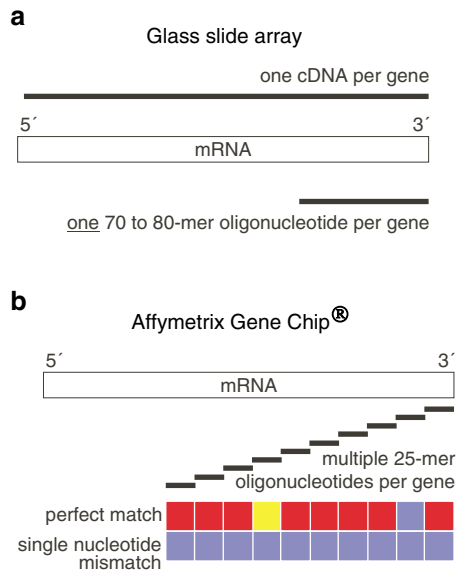 a
Glass slide array
one cDNA per gene
5´ 3´
mRNA
one 70 to 80-mer oligonucleotide per gene
b
Affymetrix Gene Chip®
5´ 3´
mRNA
multiple 25-mer
oligonucleotides per gene
perfect match
single nucleotide
mismatch